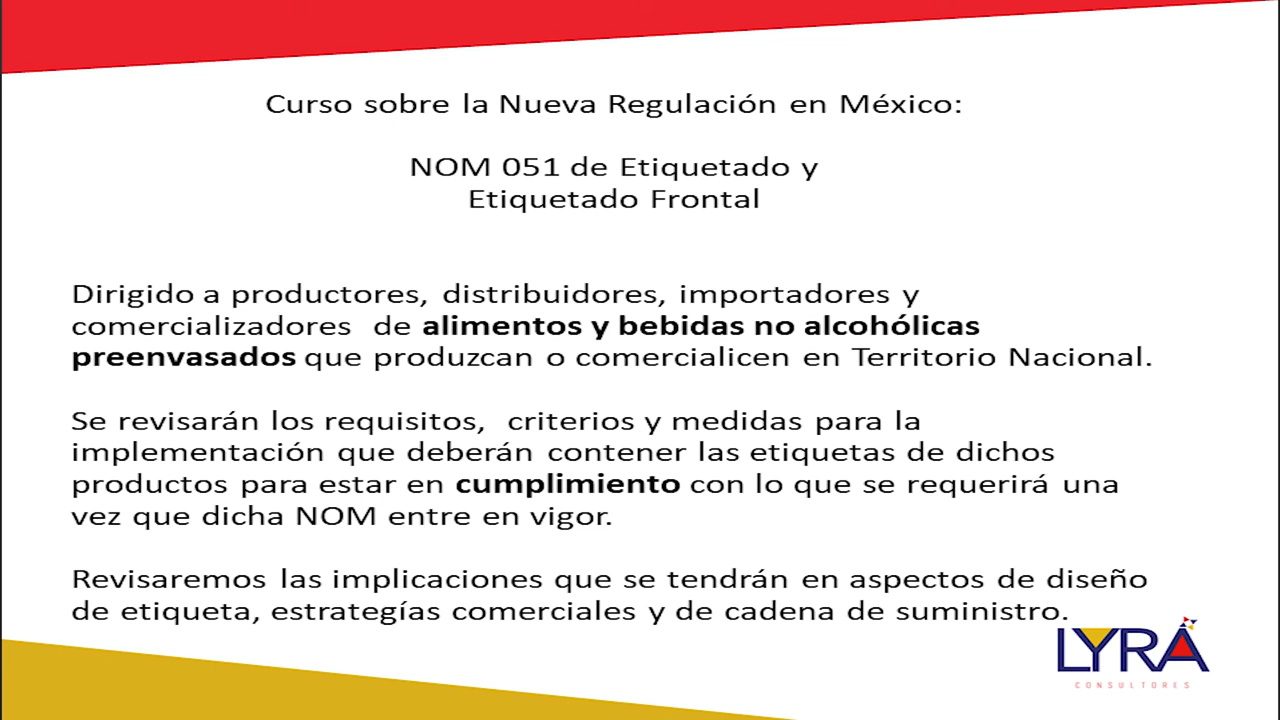 Curso sobre la Nueva Regulación en México:
NOM 051 de Etiquetado y
Etiquetado Frontal
Dirigido a productores, distribuidores, importadores y
comercializadores de alimentos y bebidas no alcohólicas
preenvasados que produzcan o comercialicen en Territorio Nacional.
Se revisarán los requisitos, criterios y medidas para la
implementación que deberán contener las etiquetas de dichos
productos para estar en cumplimiento con lo que se requerirá una
vez que dicha NOM entre en vigor.
Revisaremos las implicaciones que se tendrán en aspectos de diseño
de etiqueta, estrategías comerciales y de cadena de suministro.
LYRA
CONSULTORES